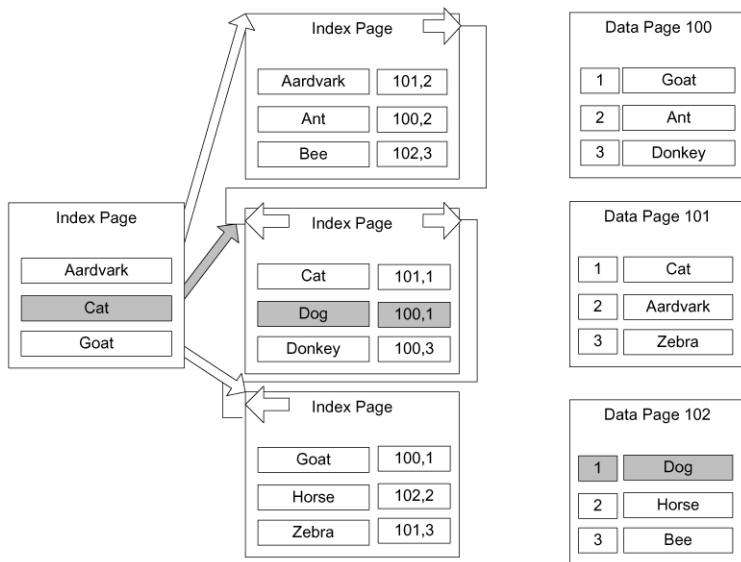 Index Page
Aardvark
Cat
Goat
Index Page
Aardvark 101,2
Ant 100,2
Bee 102,3
Index Page
Cat 101,1
Dog 100,1
Donkey 100,3
Index Page
Goat 100,1
Horse 102,2
Zebra 101,3
Data Page 100
1 Goat
2 Ant
3 Donkey
Data Page 101
1 Cat
2 Aardvark
3 Zebra
Data Page 102
1 Dog
2 Horse
3 Bee